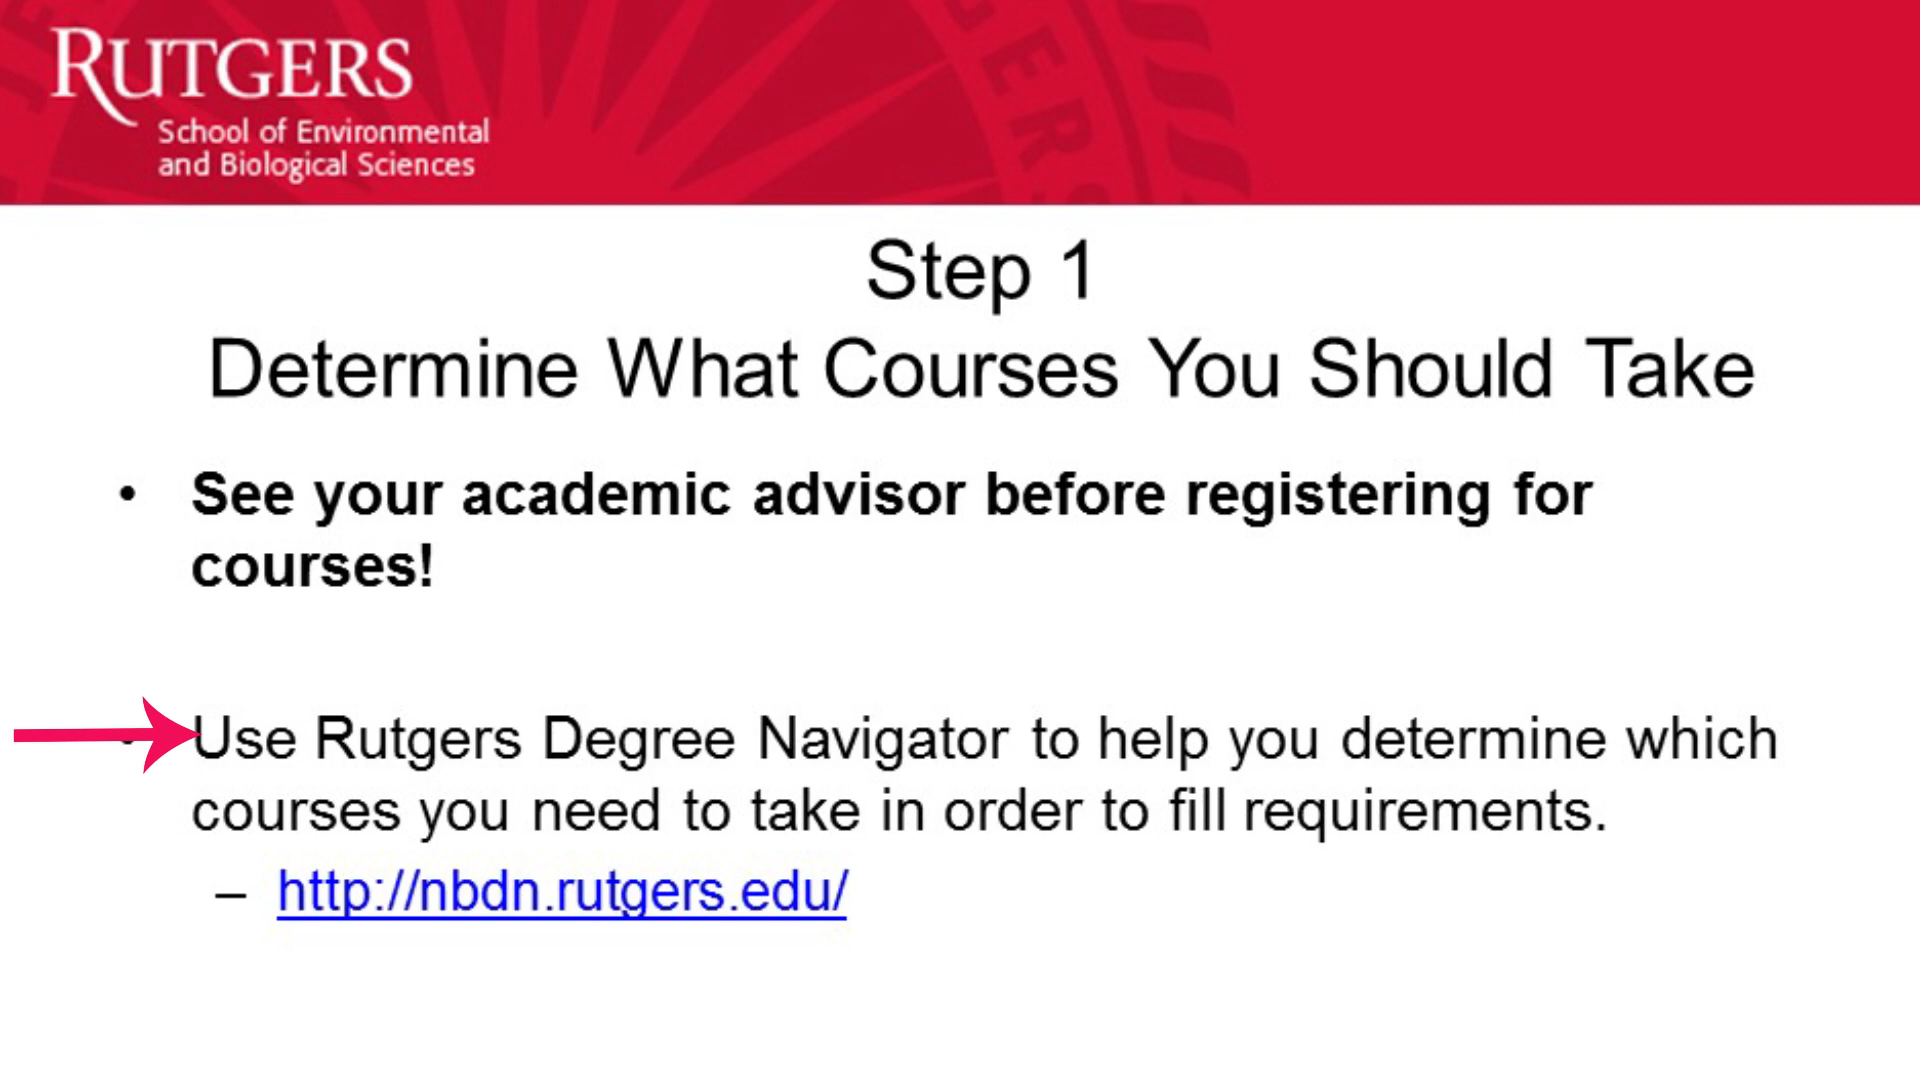 RUTGERS
School of Environmental
and Biological Sciences
Step 1
Determine What Courses You Should Take
• See your academic advisor before registering for
courses!
• Use Rutgers Degree Navigator to help you determine which
courses you need to take in order to fill requirements.
– http://nbdn.rutgers.edu/